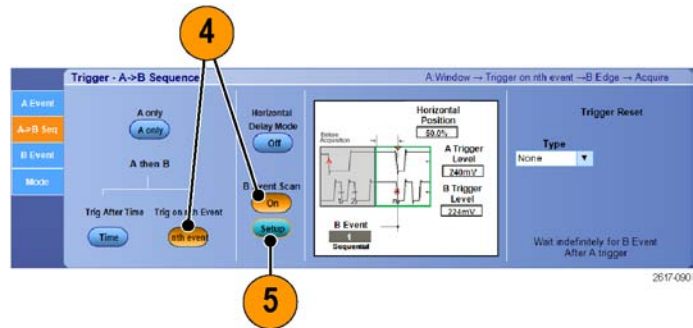 4
Trigger - A->B Sequence
A:Window → Trigger on nth event →B:Edge → Acquire
A Event
A->B Seq
B Event
Mode
A only
A only
A then B
Trig After Time
Trig on nth Event
Time
nth event
Horizontal
Delay Mode
Off
B Event Scan
On
Setup
Before
Acquisition
Horizontal
Position
50.0%
A Trigger
Level
240mV
B Trigger
Level
224mV
B Event
1
Sequential
Trigger Reset
Type
None
Wait indefinitely for B Event
After A trigger
5
2617-090